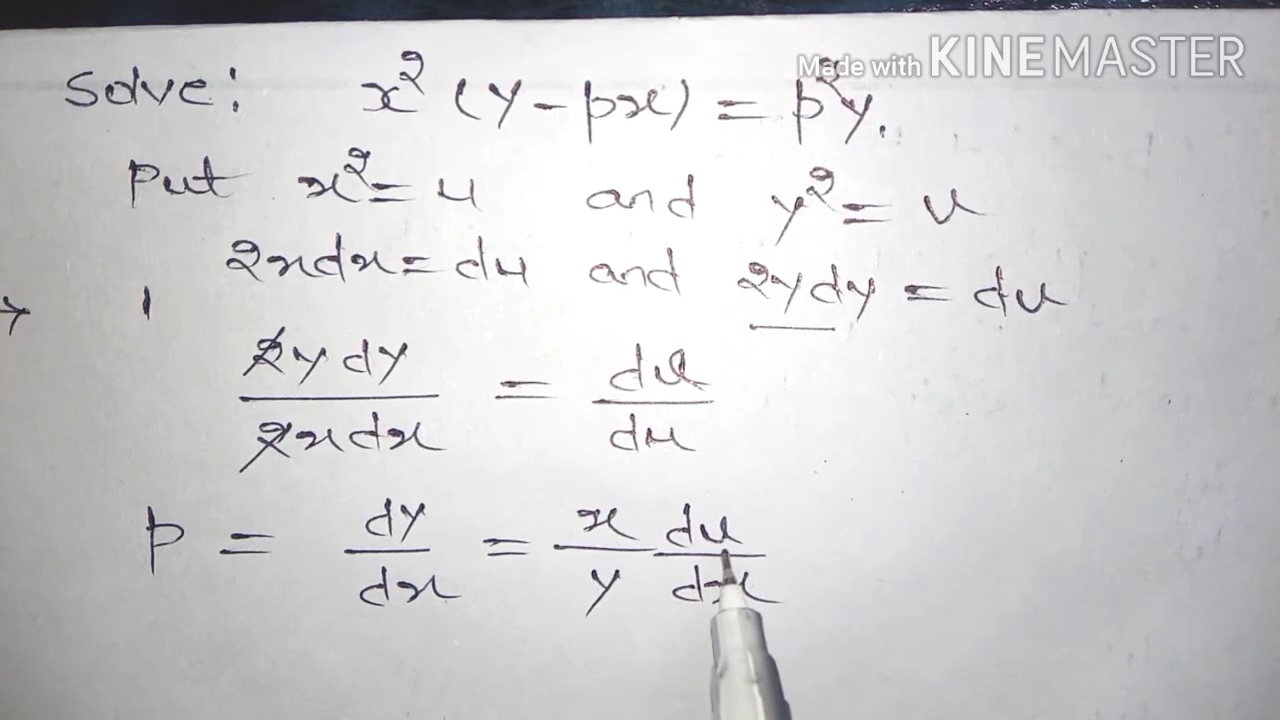 Made with KINEMASTER
Solve: x² (y - px) = p²y.
Put x² = u and y² = v
2xdx = du and 2ydy = dv
2ydy / 2xdx = dv / du
p = dy / dx = x / y dv / dx